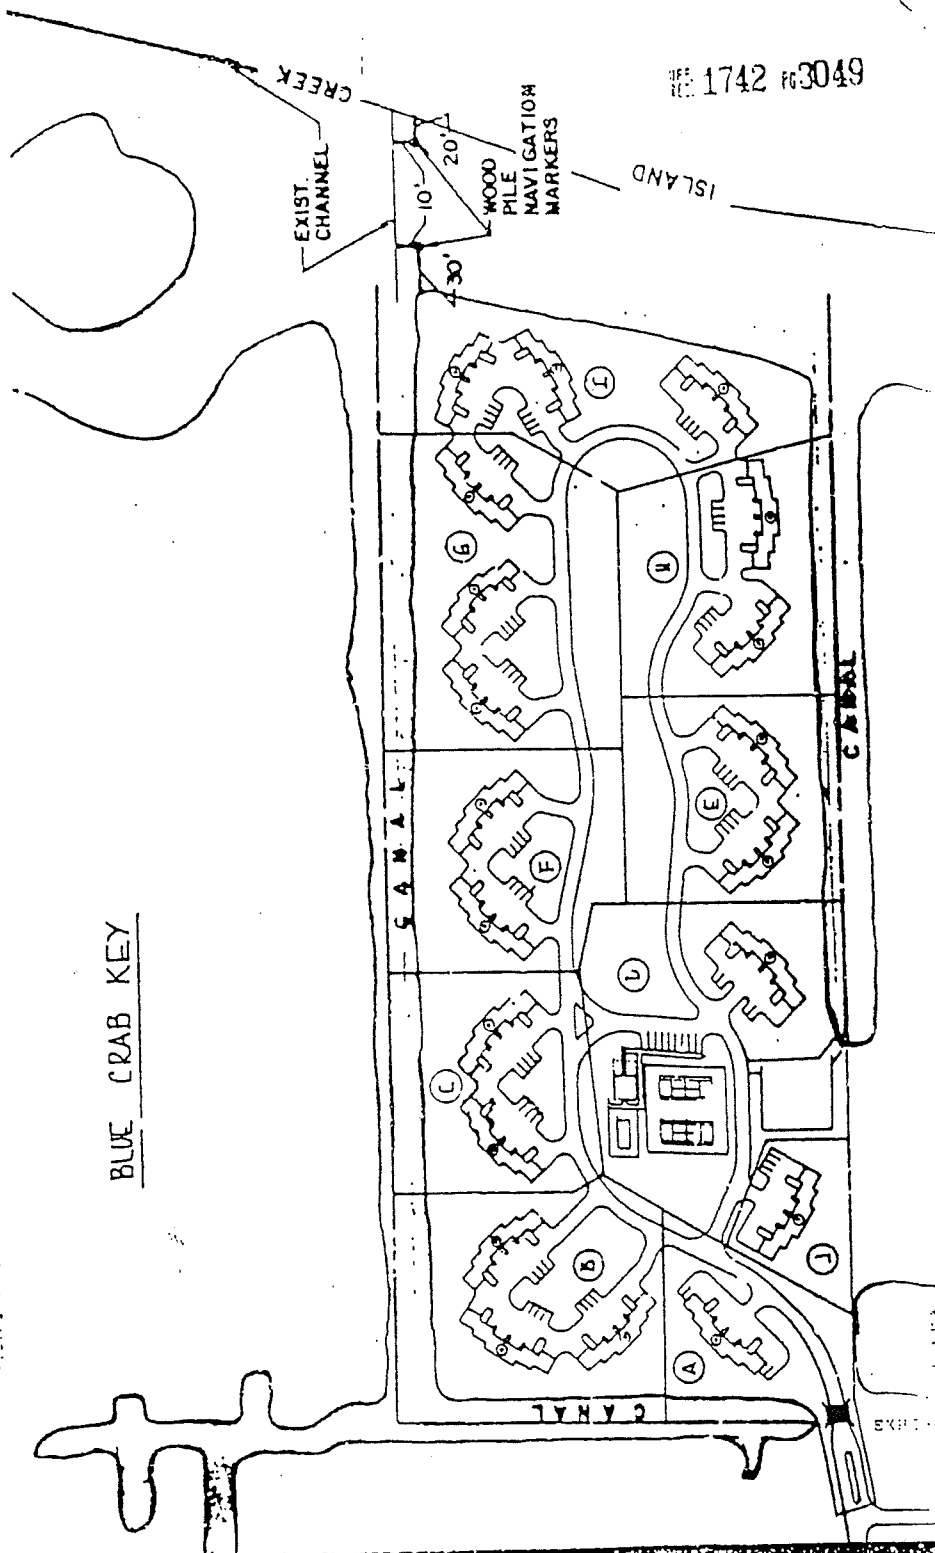 1742 PG 3049
CREEK
ISLAND
EXIST.
CHANNEL
10'
20'
30'
WOOD
PILE
NAVIGATION
MARKERS
BLUE CRAB KEY
CANAL
CANAL
CANAL
I
G
H
F
E
D
C
B
A
J